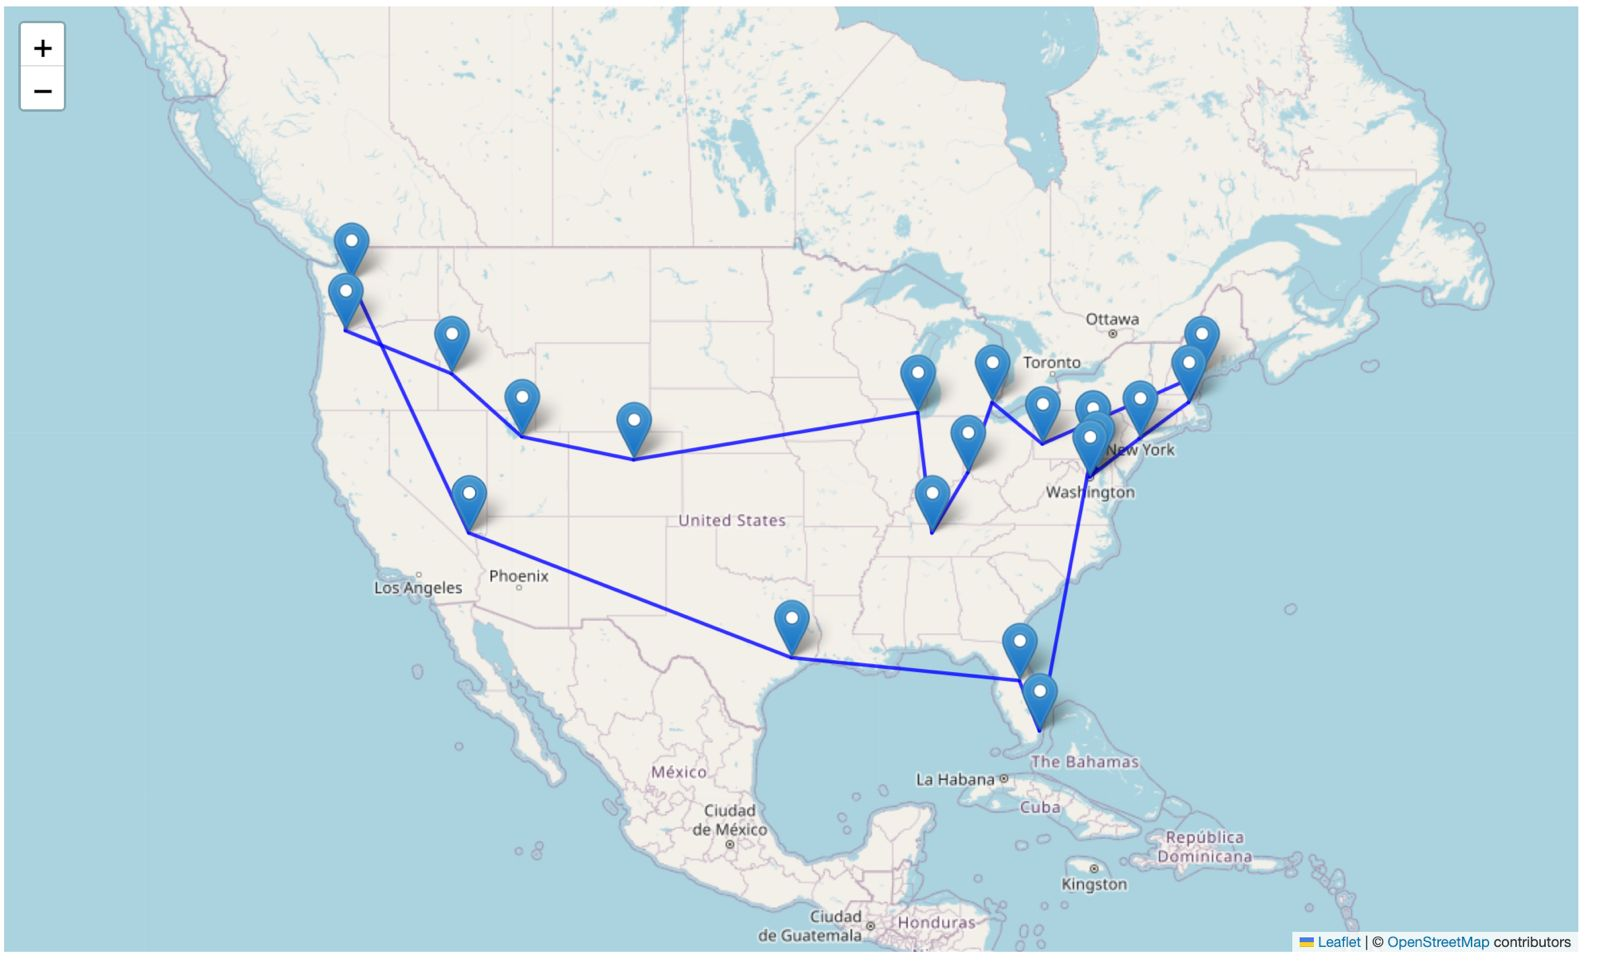 +
−
Ottawa
Toronto
New York
Washington
United States
Los Angeles
Phoenix
México
Ciudad
de México
La Habana
The Bahamas
Cuba
República
Dominicana
Kingston
Ciudad
de Guatemala
Honduras
Leaflet | © OpenStreetMap contributors